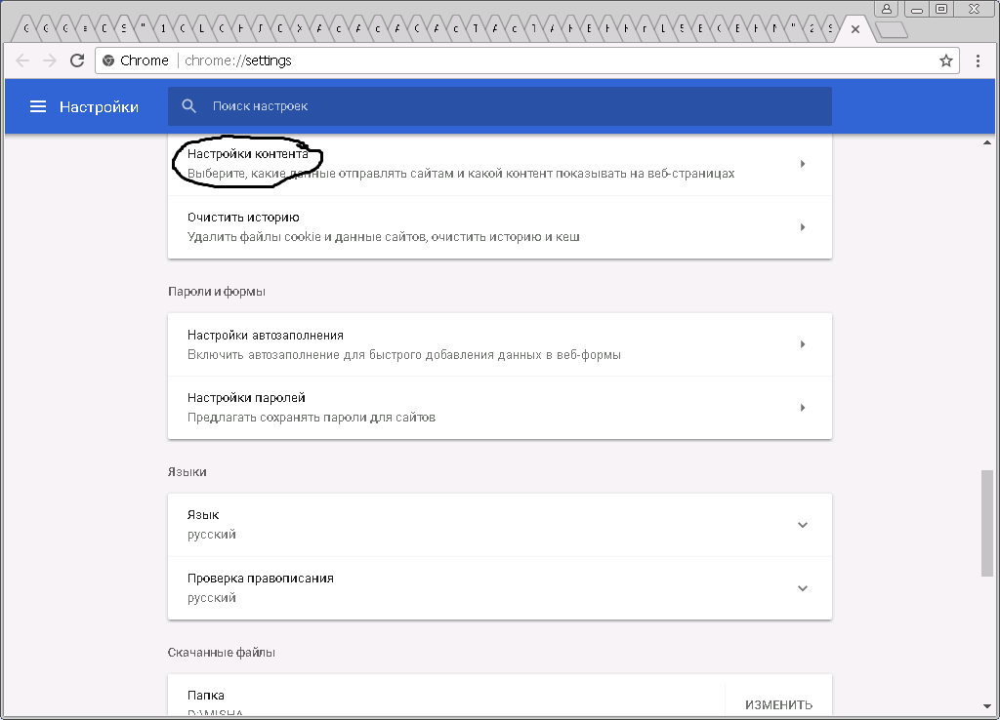 Chrome chrome://settings
Настройки Поиск настроек
Настройки контента
Выберите, какие данные отправлять сайтам и какой контент показывать на веб-страницах
Очистить историю
Удалить файлы cookie и данные сайтов, очистить историю и кеш
Пароли и формы
Настройки автозаполнения
Включить автозаполнение для быстрого добавления данных в веб-формы
Настройки паролей
Предлагать сохранять пароли для сайтов
Языки
Язык
русский
Проверка правописания
русский
Скачанные файлы
Папка
ИЗМЕНИТЬ
D:\MISHA